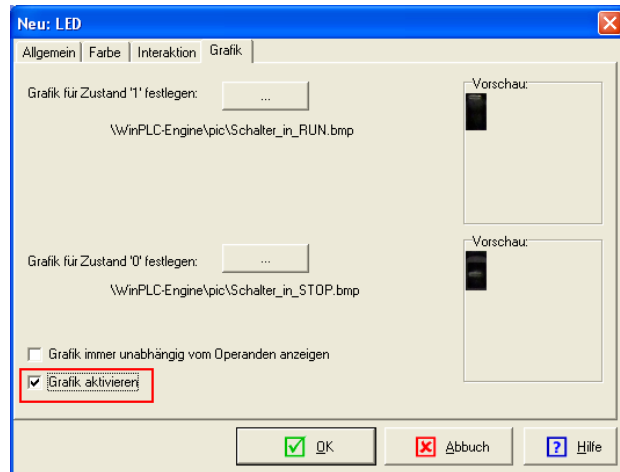 Neu: LED
Allgemein Farbe Interaktion Grafik
Grafik für Zustand '1' festlegen: ...
Vorschau:
\WinPLC-Engine\pic\Schalter_in_RUN.bmp
Vorschau:
Grafik für Zustand '0' festlegen: ...
\WinPLC-Engine\pic\Schalter_in_STOP.bmp
Grafik immer unabhängig vom Operanden anzeigen
Grafik aktivieren
OK Abbuch ? Hilfe